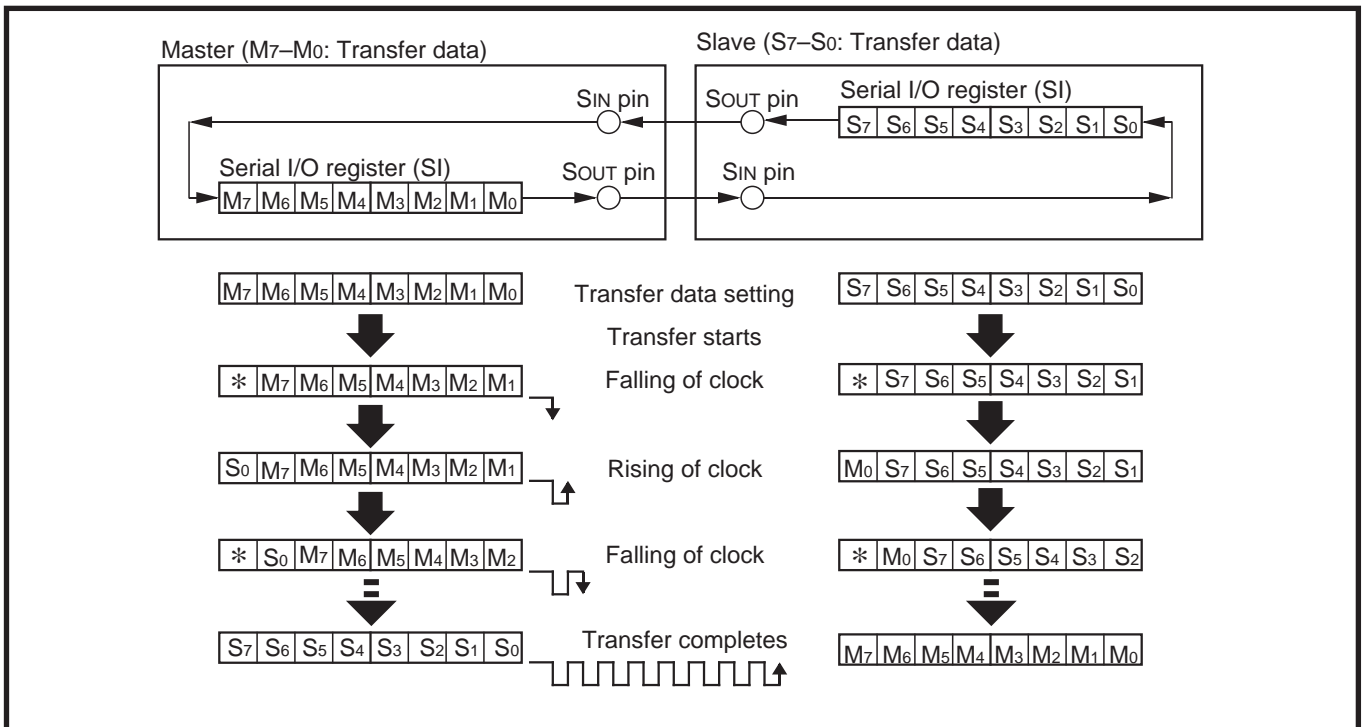 Master (M7–M0: Transfer data)
Slave (S7–S0: Transfer data)
SIN pin
SOUT pin
Serial I/O register (SI)
S7 S6 S5 S4 S3 S2 S1 S0
Serial I/O register (SI)
SOUT pin
SIN pin
M7 M6 M5 M4 M3 M2 M1 M0
M7 M6 M5 M4 M3 M2 M1 M0
Transfer data setting
S7 S6 S5 S4 S3 S2 S1 S0
Transfer starts
* M7 M6 M5 M4 M3 M2 M1
Falling of clock
* S7 S6 S5 S4 S3 S2 S1
S0 M7 M6 M5 M4 M3 M2 M1
Rising of clock
M0 S7 S6 S5 S4 S3 S2 S1
* S0 M7 M6 M5 M4 M3 M2
Falling of clock
* M0 S7 S6 S5 S4 S3 S2
S7 S6 S5 S4 S3 S2 S1 S0
Transfer completes
M7 M6 M5 M4 M3 M2 M1 M0